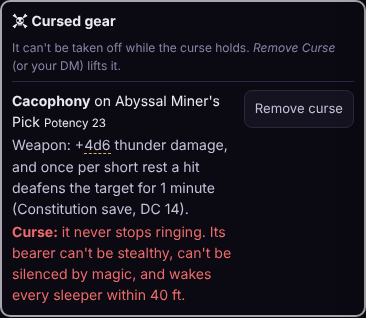 Cursed gear
It can't be taken off while the curse holds. Remove Curse
(or your DM) lifts it.
Cacophony on Abyssal Miner's
Pick Potency 23
Remove curse
Weapon: +4d6 thunder damage,
and once per short rest a hit
deafens the target for 1 minute
(Constitution save, DC 14).
Curse: it never stops ringing. Its
bearer can't be stealthy, can't be
silenced by magic, and wakes
every sleeper within 40 ft.